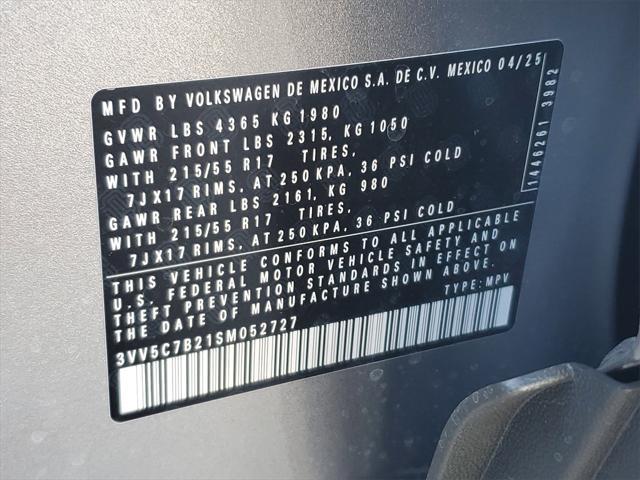 MFD BY VOLKSWAGEN DE MEXICO S.A. DE C.V. MEXICO 04/25
GVWR LBS 4365 KG 1980
GAWR FRONT LBS 2315, KG 1050
WITH 215/55 R17 TIRES,
7JX17 RIMS, AT 250 KPA, 36 PSI COLD
GAWR REAR LBS 2161, KG 980
WITH 215/55 R17 TIRES,
7JX17 RIMS, AT 250 KPA, 36 PSI COLD
THIS VEHICLE CONFORMS TO ALL APPLICABLE
U.S. FEDERAL MOTOR VEHICLE SAFETY AND
THEFT PREVENTION STANDARDS IN EFFECT ON
THE DATE OF MANUFACTURE SHOWN ABOVE.
TYPE: MPV
3VV5C7B21SM052727
1446261 3982